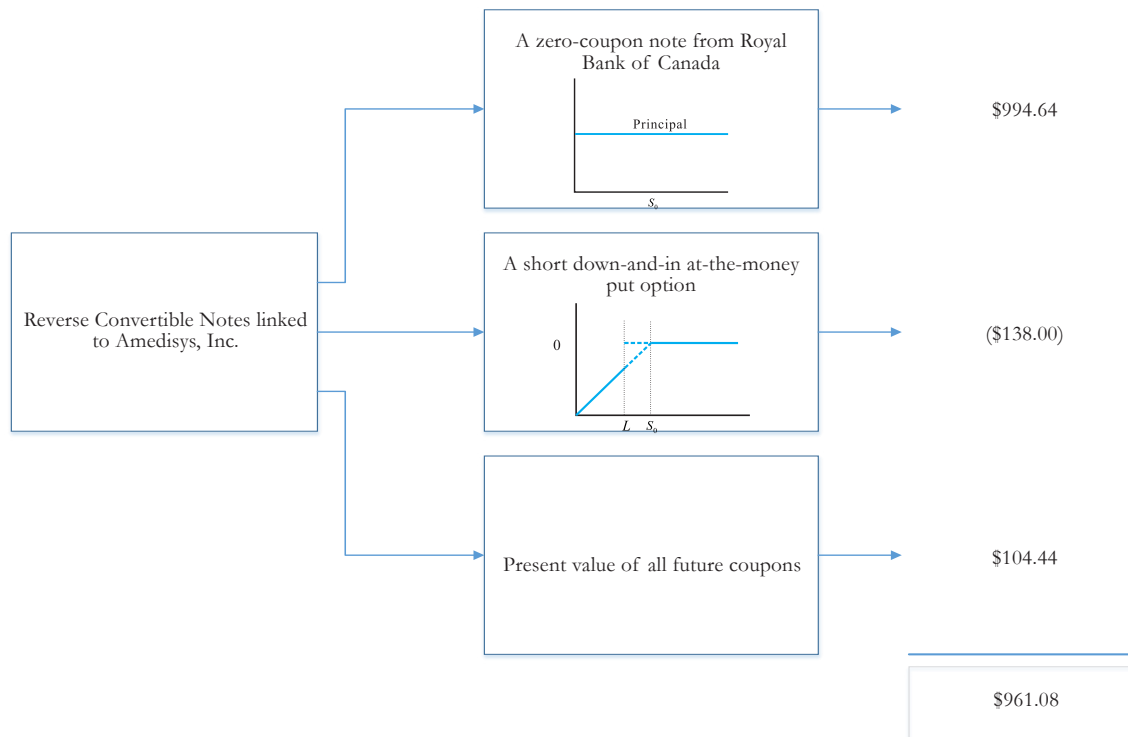 A zero-coupon note from Royal
Bank of Canada
Principal
S₀
$994.64
Reverse Convertible Notes linked
to Amedisys, Inc.
A short down-and-in at-the-money
put option
0
L S₀
($138.00)
Present value of all future coupons
$104.44
$961.08